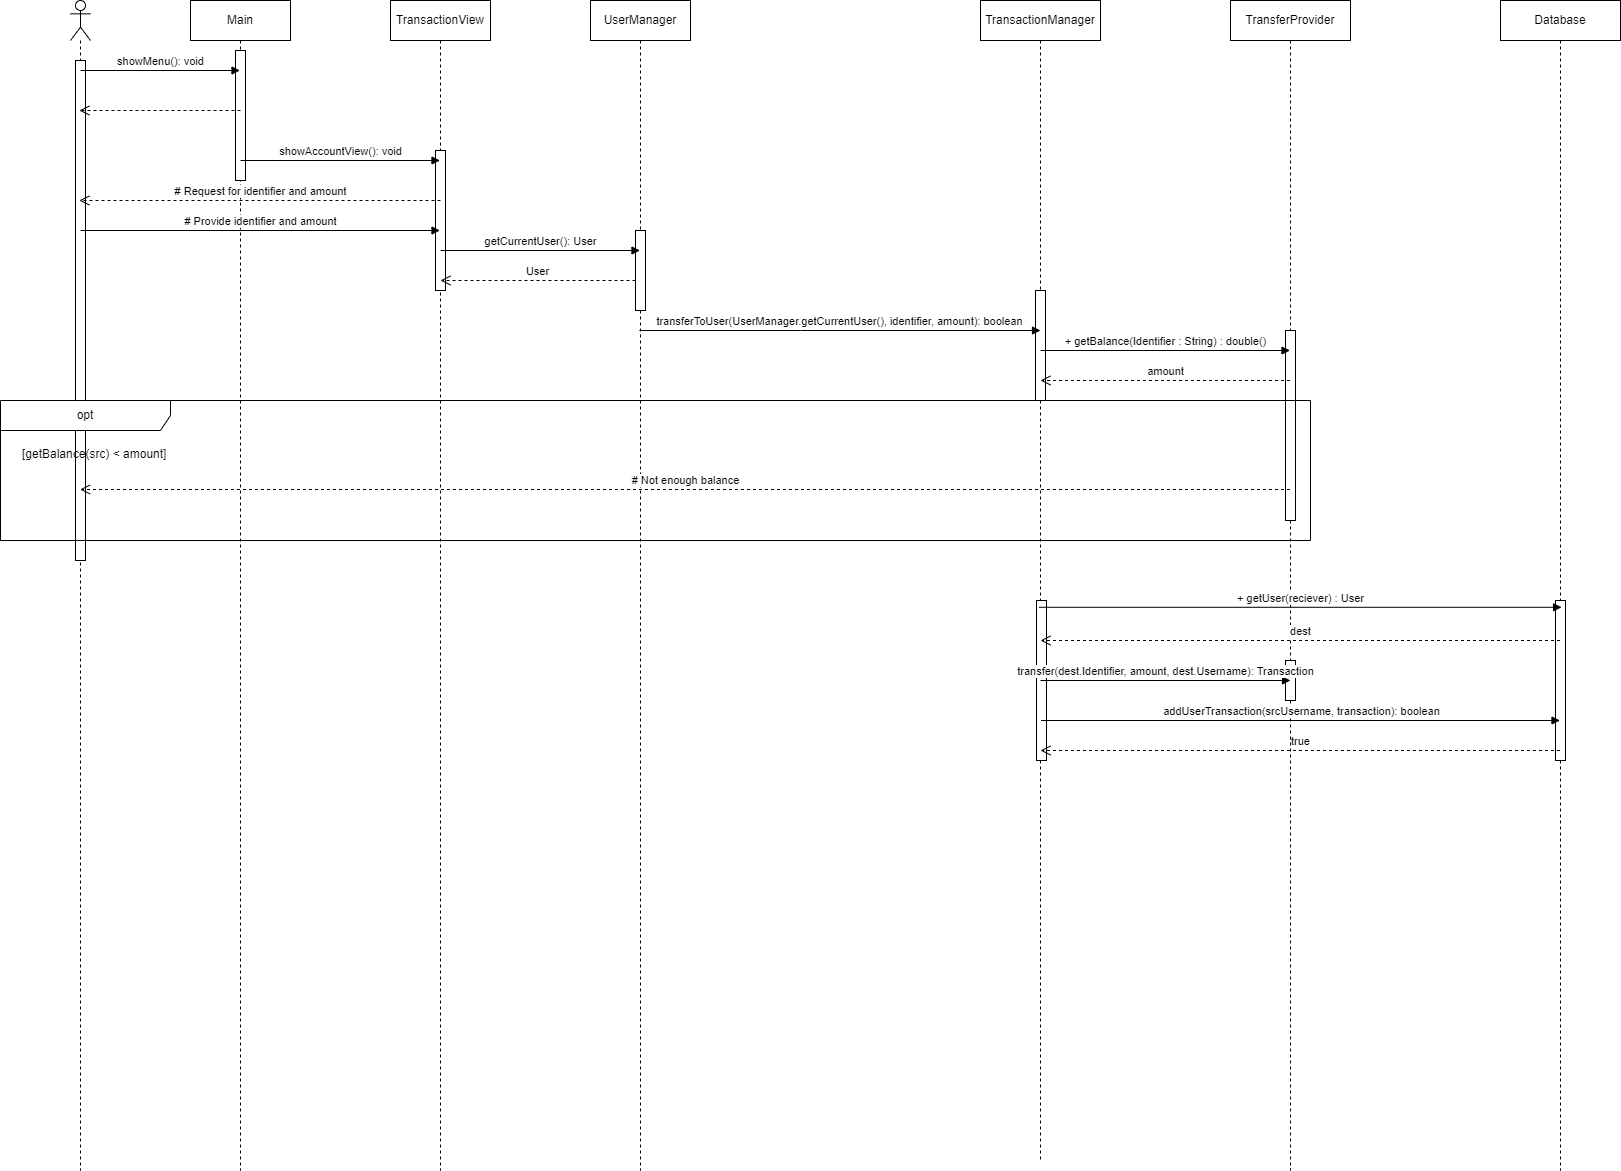 Main
TransactionView
UserManager
TransactionManager
TransferProvider
Database
showMenu(): void
showAccountView(): void
# Request for identifier and amount
# Provide identifier and amount
getCurrentUser(): User
User
transferToUser(UserManager.getCurrentUser(), identifier, amount): boolean
+ getBalance(Identifier : String) : double()
amount
opt
[getBalance(src) < amount]
# Not enough balance
+ getUser(reciever) : User
dest
transfer(dest.Identifier, amount, dest.Username): Transaction
addUserTransaction(srcUsername, transaction): boolean
true